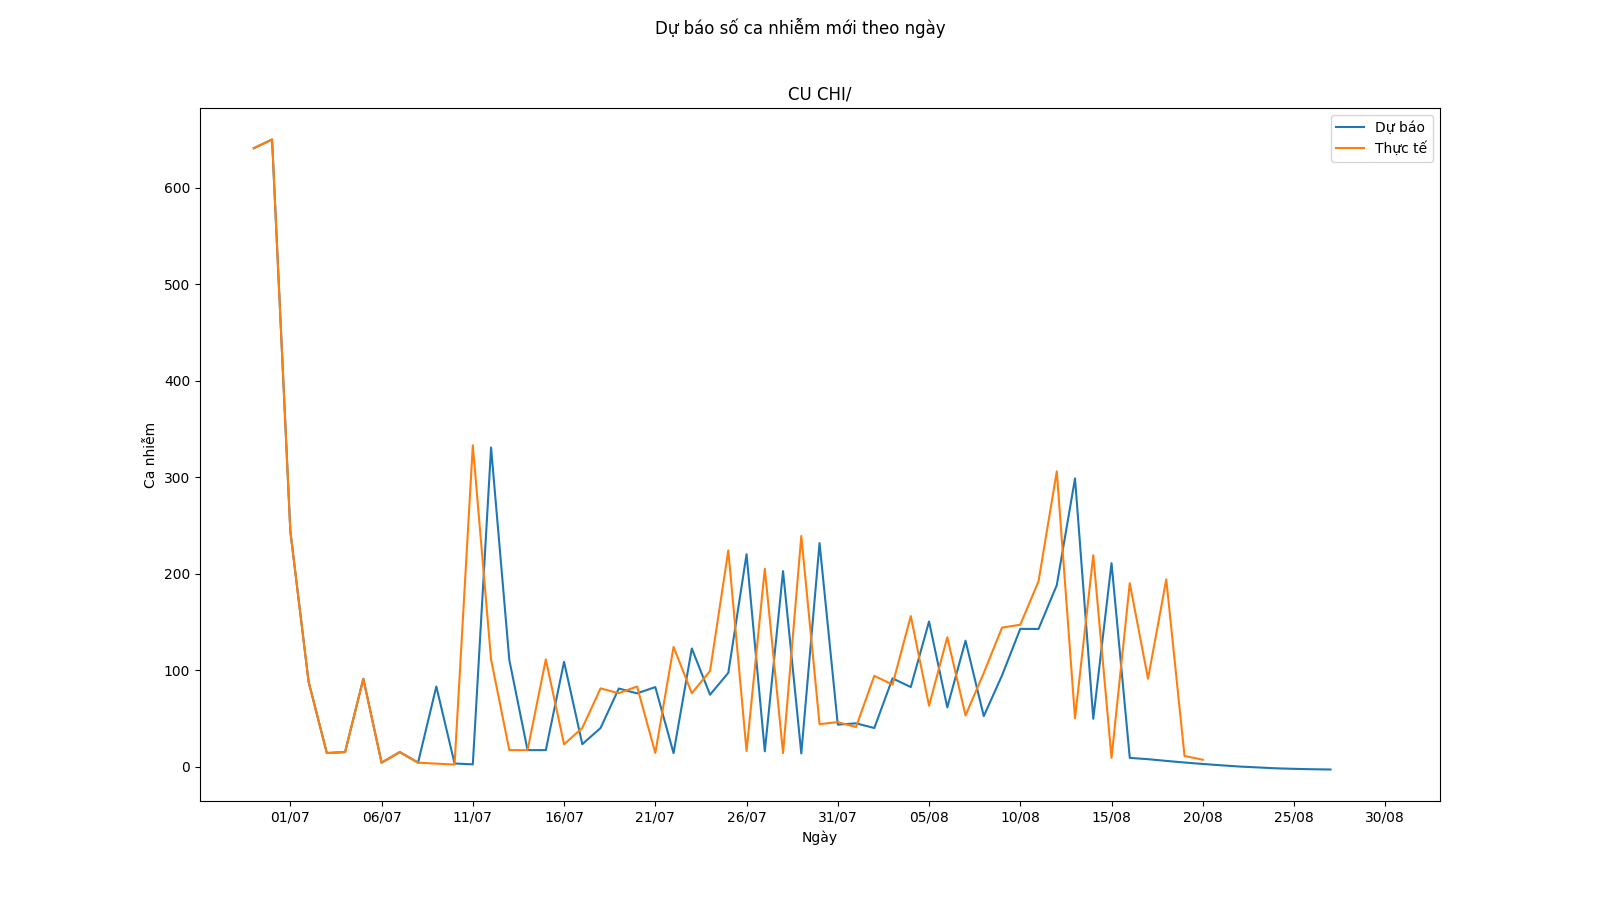 Dự báo số ca nhiễm mới theo ngày
CU CHI/
Dự báo
Thực tế
600
500
400
300
200
100
0
Ca nhiễm
01/07 06/07 11/07 16/07 21/07 26/07 31/07 05/08 10/08 15/08 20/08 25/08 30/08
Ngày